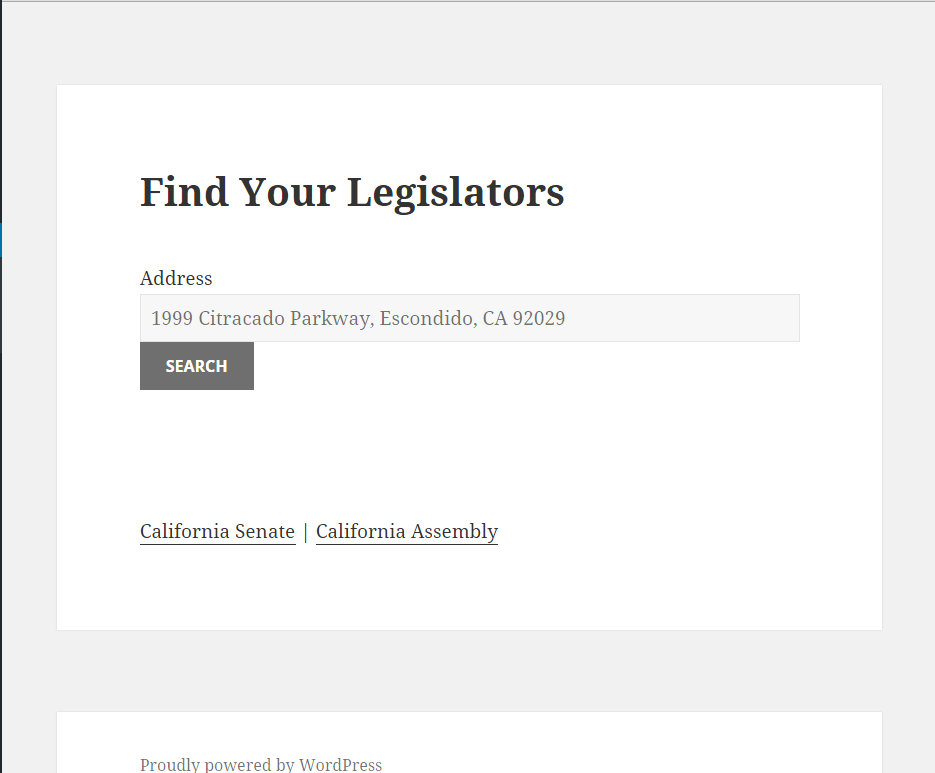 Find Your Legislators
Address
1999 Citracado Parkway, Escondido, CA 92029
SEARCH
California Senate | California Assembly
Proudly powered by WordPress